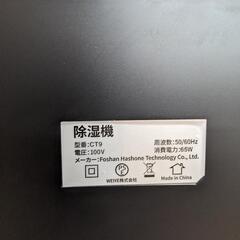 除湿機
型番: CT9
周波数: 50/60Hz
電圧: 100V
消費電力: 65W
メーカー: Foshan Hashone Technology Co., Ltd.
WEIYE株式会社
Made in China